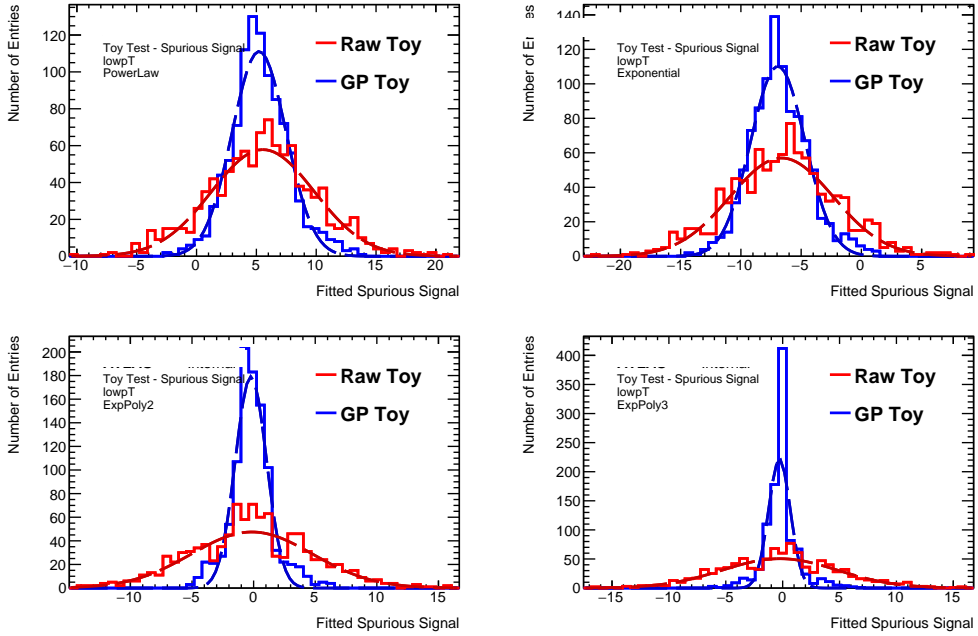 Number of Entries
Toy Test - Spurious Signal
lowpT
PowerLaw
Raw Toy
GP Toy
120
100
80
60
40
20
0
−10 −5 0 5 10 15 20
Fitted Spurious Signal
Toy Test - Spurious Signal
lowpT
Exponential
Raw Toy
GP Toy
140
120
100
80
60
40
20
0
−20 −15 −10 −5 0 5
Fitted Spurious Signal
Number of Entries
Toy Test - Spurious Signal
lowpT
ExpPoly2
Raw Toy
GP Toy
200
180
160
140
120
100
80
60
40
20
0
−10 −5 0 5 10 15
Fitted Spurious Signal
Number of Entries
Toy Test - Spurious Signal
lowpT
ExpPoly3
Raw Toy
GP Toy
400
350
300
250
200
150
100
50
0
−15 −10 −5 0 5 10 15
Fitted Spurious Signal